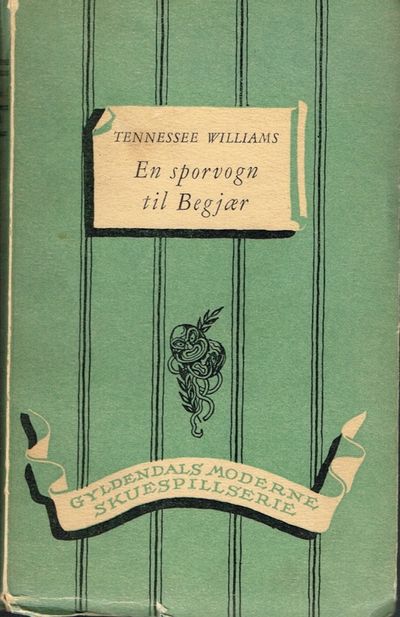 TENNESSEE WILLIAMS
En sporvogn
til Begjær
GYLDENDALS MODERNE
SKUESPILLSERIE